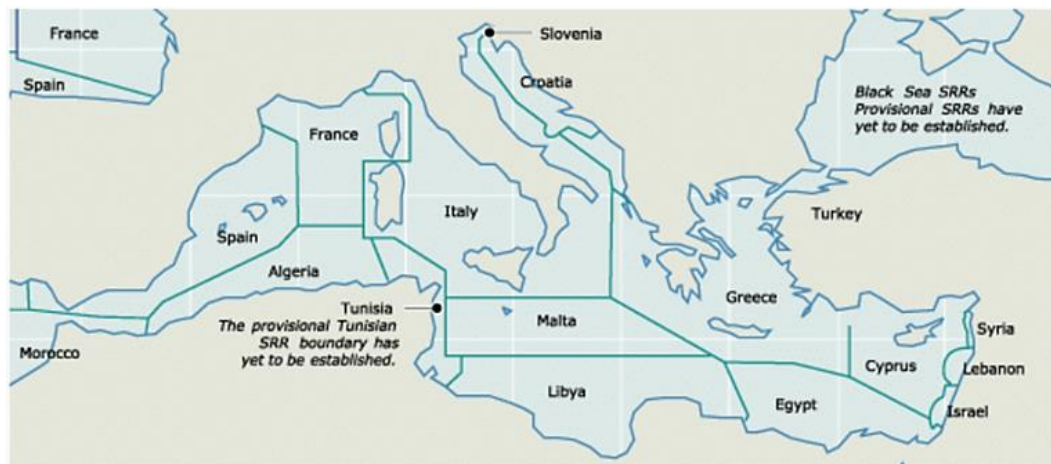 France
Spain
Slovenia
Croatia
Black Sea SRRs
Provisional SRRs have
yet to be established.
France
Italy
Turkey
Spain
Algeria
Greece
Tunisia
The provisional Tunisian
SRR boundary has
yet to be established.
Malta
Morocco
Syria
Cyprus
Lebanon
Libya
Egypt
Israel